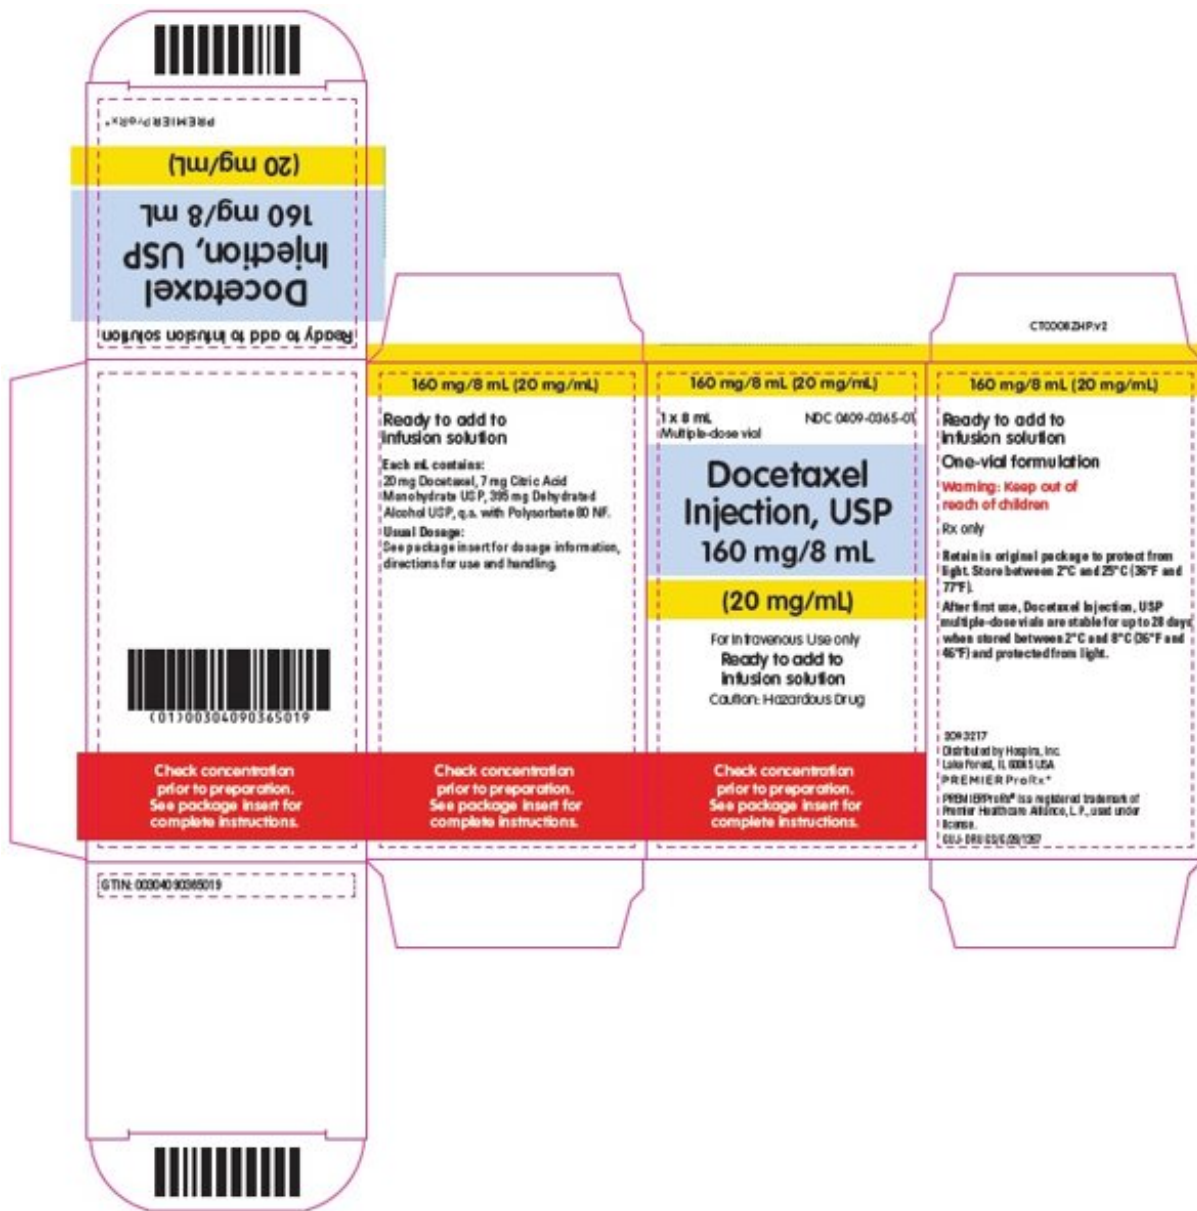 PREMIERProRx®
(20 mg/mL)
160 mg/8 mL
Injection, USP
Docetaxel
Ready to add to infusion solution
(01)00304090365019
Check concentration
prior to preparation.
See package insert for
complete instructions.
GTIN: 00304090365019
160 mg/8 mL (20 mg/mL)
Ready to add to
infusion solution
Each mL contains:
20 mg Docetaxel, 7 mg Citric Acid
Monohydrate USP, 395 mg Dehydrated
Alcohol USP, q.s. with Polysorbate 80 NF.
Usual Dosage:
See package insert for dosage information,
directions for use and handling.
Check concentration
prior to preparation.
See package insert for
complete instructions.
160 mg/8 mL (20 mg/mL)
1 x 8 mL NDC 0409-0365-01
Multiple-dose vial
Docetaxel
Injection, USP
160 mg/8 mL
(20 mg/mL)
For Intravenous Use only
Ready to add to
infusion solution
Caution: Hazardous Drug
Check concentration
prior to preparation.
See package insert for
complete instructions.
160 mg/8 mL (20 mg/mL)
Ready to add to
infusion solution
One-vial formulation
Warning: Keep out of
reach of children
Rx only
Retain in original package to protect from
light. Store between 2°C and 25°C (36°F and
77°F).
After first use, Docetaxel Injection, USP
multiple-dose vials are stable for up to 28 days
when stored between 2°C and 8°C (36°F and
46°F) and protected from light.
Distributed by Hospira, Inc.
Lake Forest, IL 60045 USA
PREMIERProRx®
PREMIERProRx® is a registered trademark of
Premier Healthcare Alliance, L.P., used under
license.